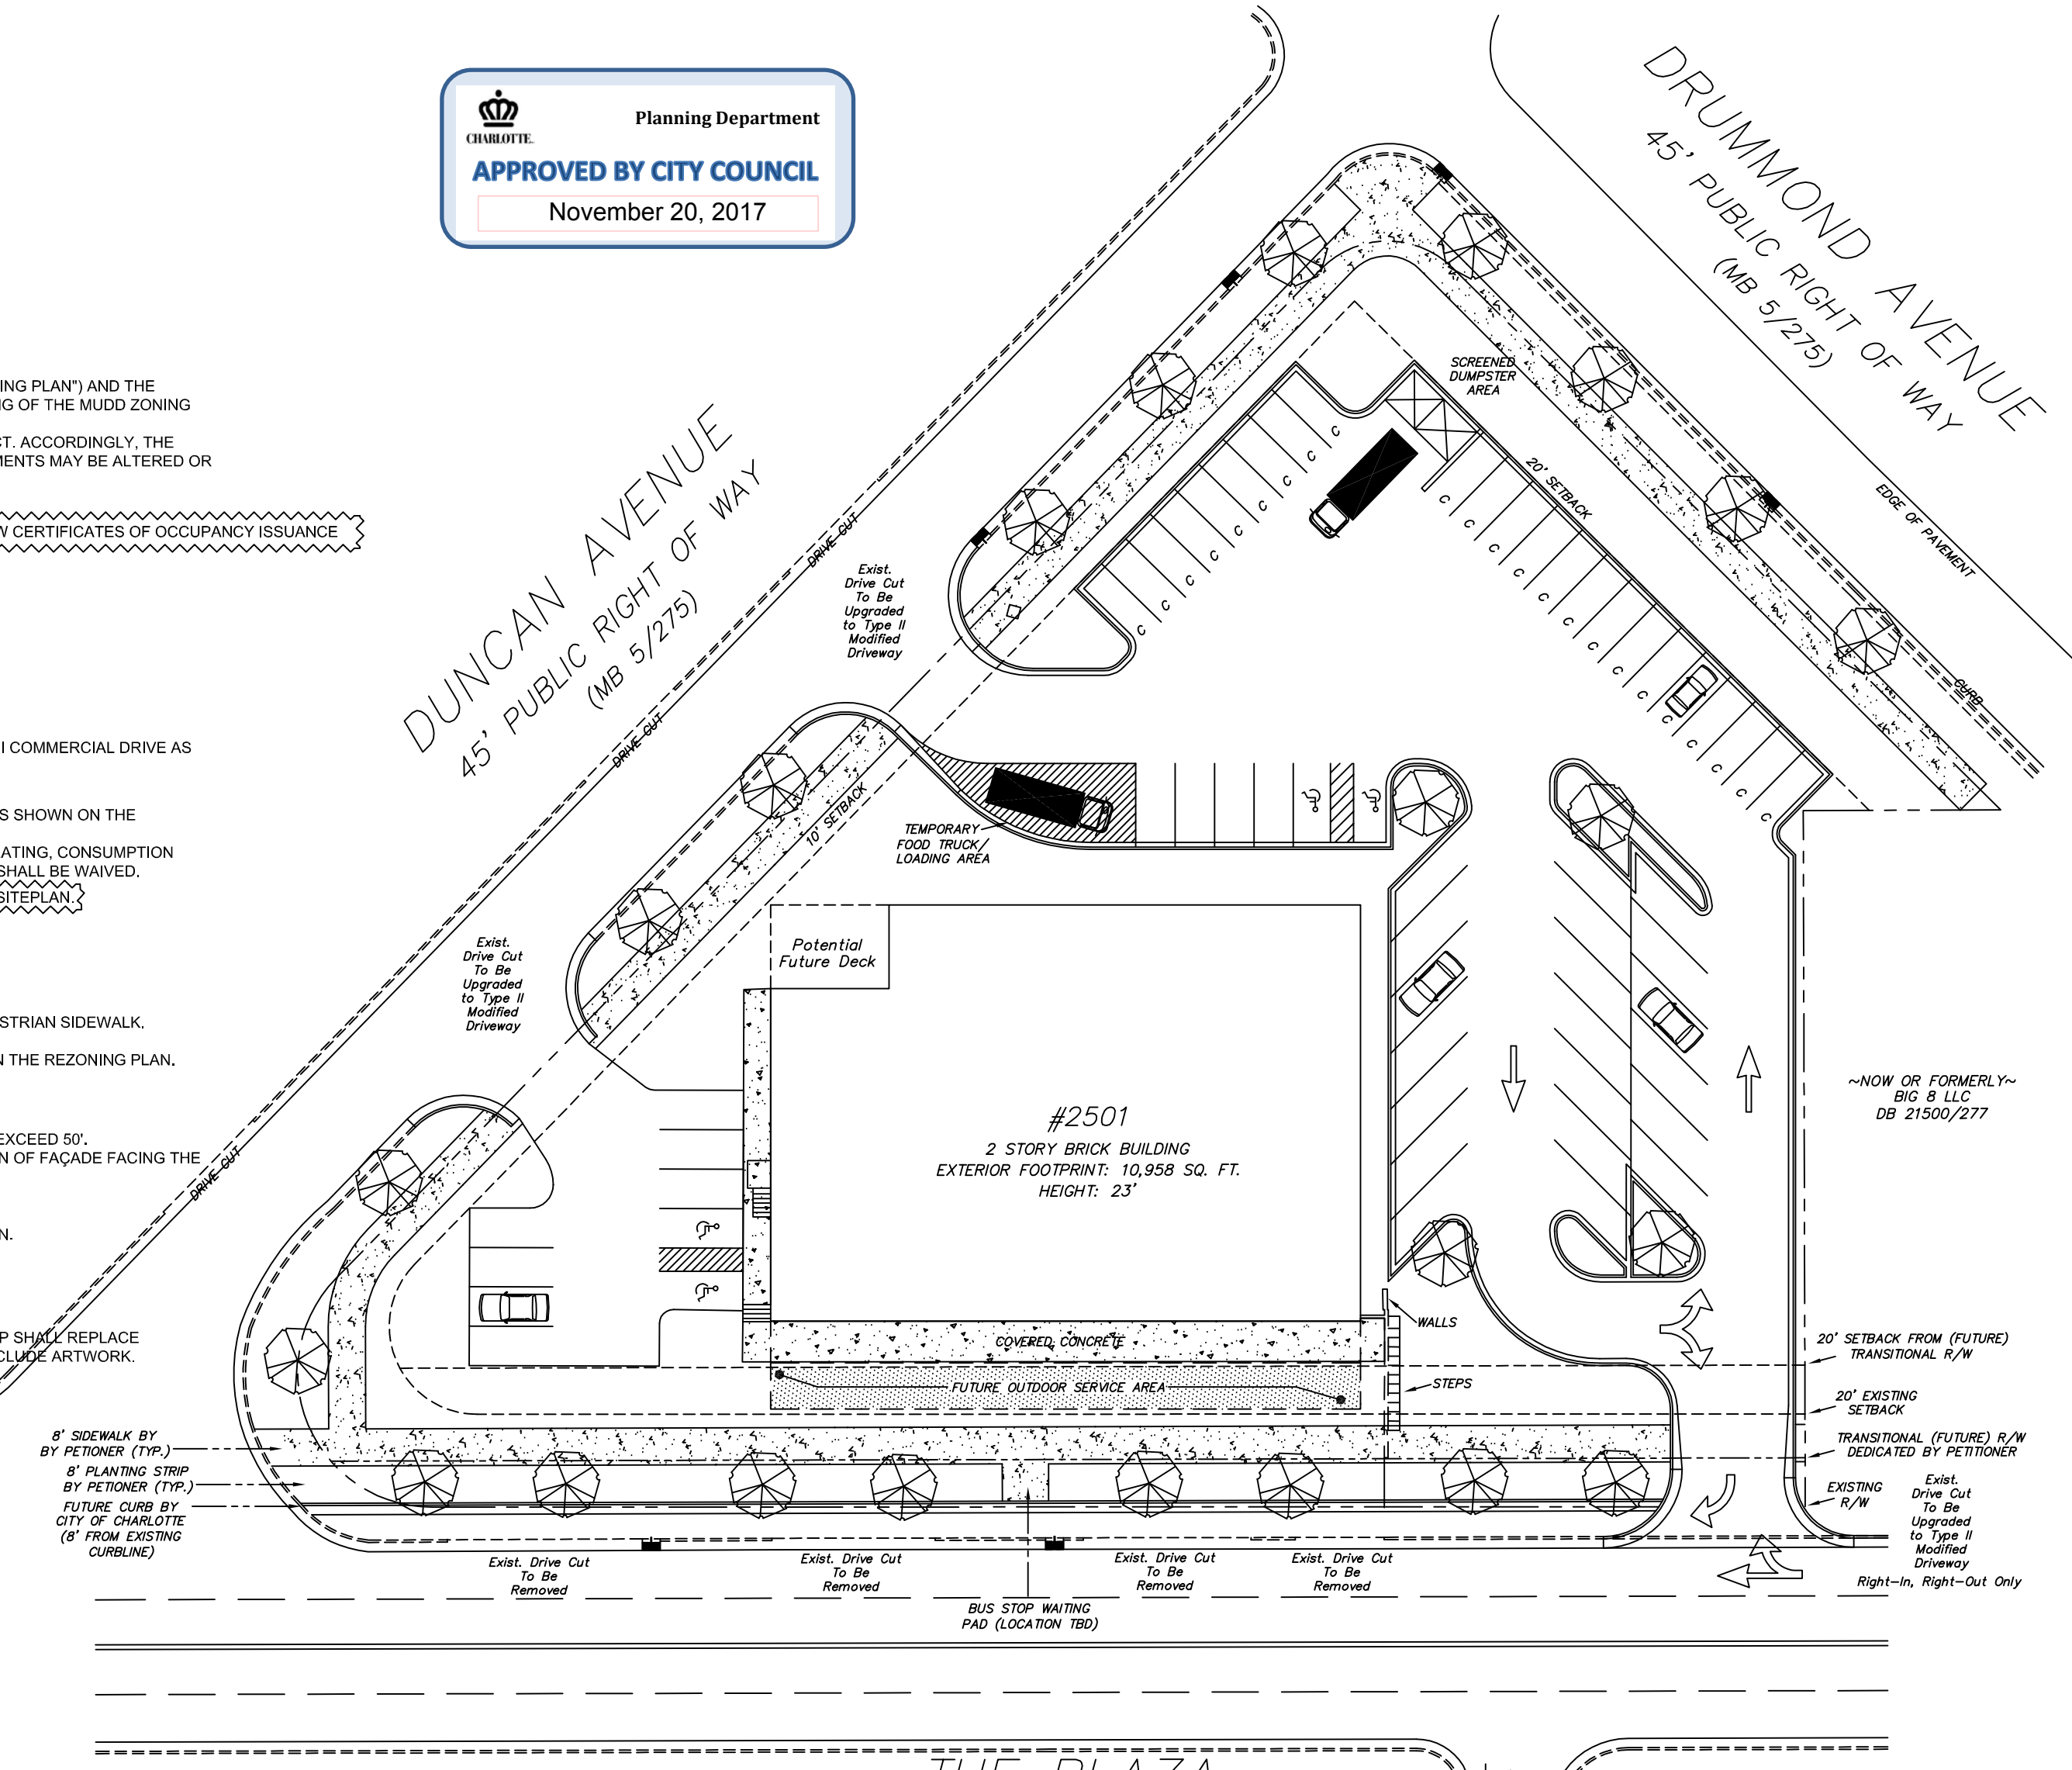 CHARLOTTE.
Planning Department
APPROVED BY CITY COUNCIL
November 20, 2017
DRUMMOND AVENUE
45' PUBLIC RIGHT OF WAY
(MB 5/275)
ING PLAN") AND THE
G OF THE MUDD ZONING
CT. ACCORDINGLY, THE
MENTS MAY BE ALTERED OR
W CERTIFICATES OF OCCUPANCY ISSUANCE
I COMMERCIAL DRIVE AS
S SHOWN ON THE
ATING, CONSUMPTION
SHALL BE WAIVED.
SITEPLAN.
STRIAN SIDEWALK.
N THE REZONING PLAN.
EXCEED 50'.
N OF FAÇADE FACING THE
N.
P SHALL REPLACE
CLUDE ARTWORK.
DUNCAN AVENUE
45' PUBLIC RIGHT OF WAY
(MB 5/275)
DRIVE CUT
DRIVE CUT
DRIVE CUT
SCREENED
DUMPSTER
AREA
20' SETBACK
EDGE OF PAVEMENT
CURB
Exist.
Drive Cut
To Be
Upgraded
to Type II
Modified
Driveway
C C C C C C C C C
C C C C C C C C C C C C C C
10' SETBACK
TEMPORARY
FOOD TRUCK/
LOADING AREA
Exist.
Drive Cut
To Be
Upgraded
to Type II
Modified
Driveway
Potential
Future Deck
#2501
2 STORY BRICK BUILDING
EXTERIOR FOOTPRINT: 10,958 SQ. FT.
HEIGHT: 23'
~NOW OR FORMERLY~
BIG 8 LLC
DB 21500/277
COVERED CONCRETE
FUTURE OUTDOOR SERVICE AREA
WALLS
STEPS
20' SETBACK FROM (FUTURE)
TRANSITIONAL R/W
20' EXISTING
SETBACK
TRANSITIONAL (FUTURE) R/W
DEDICATED BY PETITIONER
EXISTING
R/W
Exist.
Drive Cut
To Be
Upgraded
to Type II
Modified
Driveway
Right-In, Right-Out Only
8' SIDEWALK BY
BY PETIONER (TYP.)
8' PLANTING STRIP
BY PETIONER (TYP.)
FUTURE CURB BY
CITY OF CHARLOTTE
(8' FROM EXISTING
CURBLINE)
Exist. Drive Cut
To Be
Removed
Exist. Drive Cut
To Be
Removed
Exist. Drive Cut
To Be
Removed
Exist. Drive Cut
To Be
Removed
BUS STOP WAITING
PAD (LOCATION TBD)
THE PLAZA